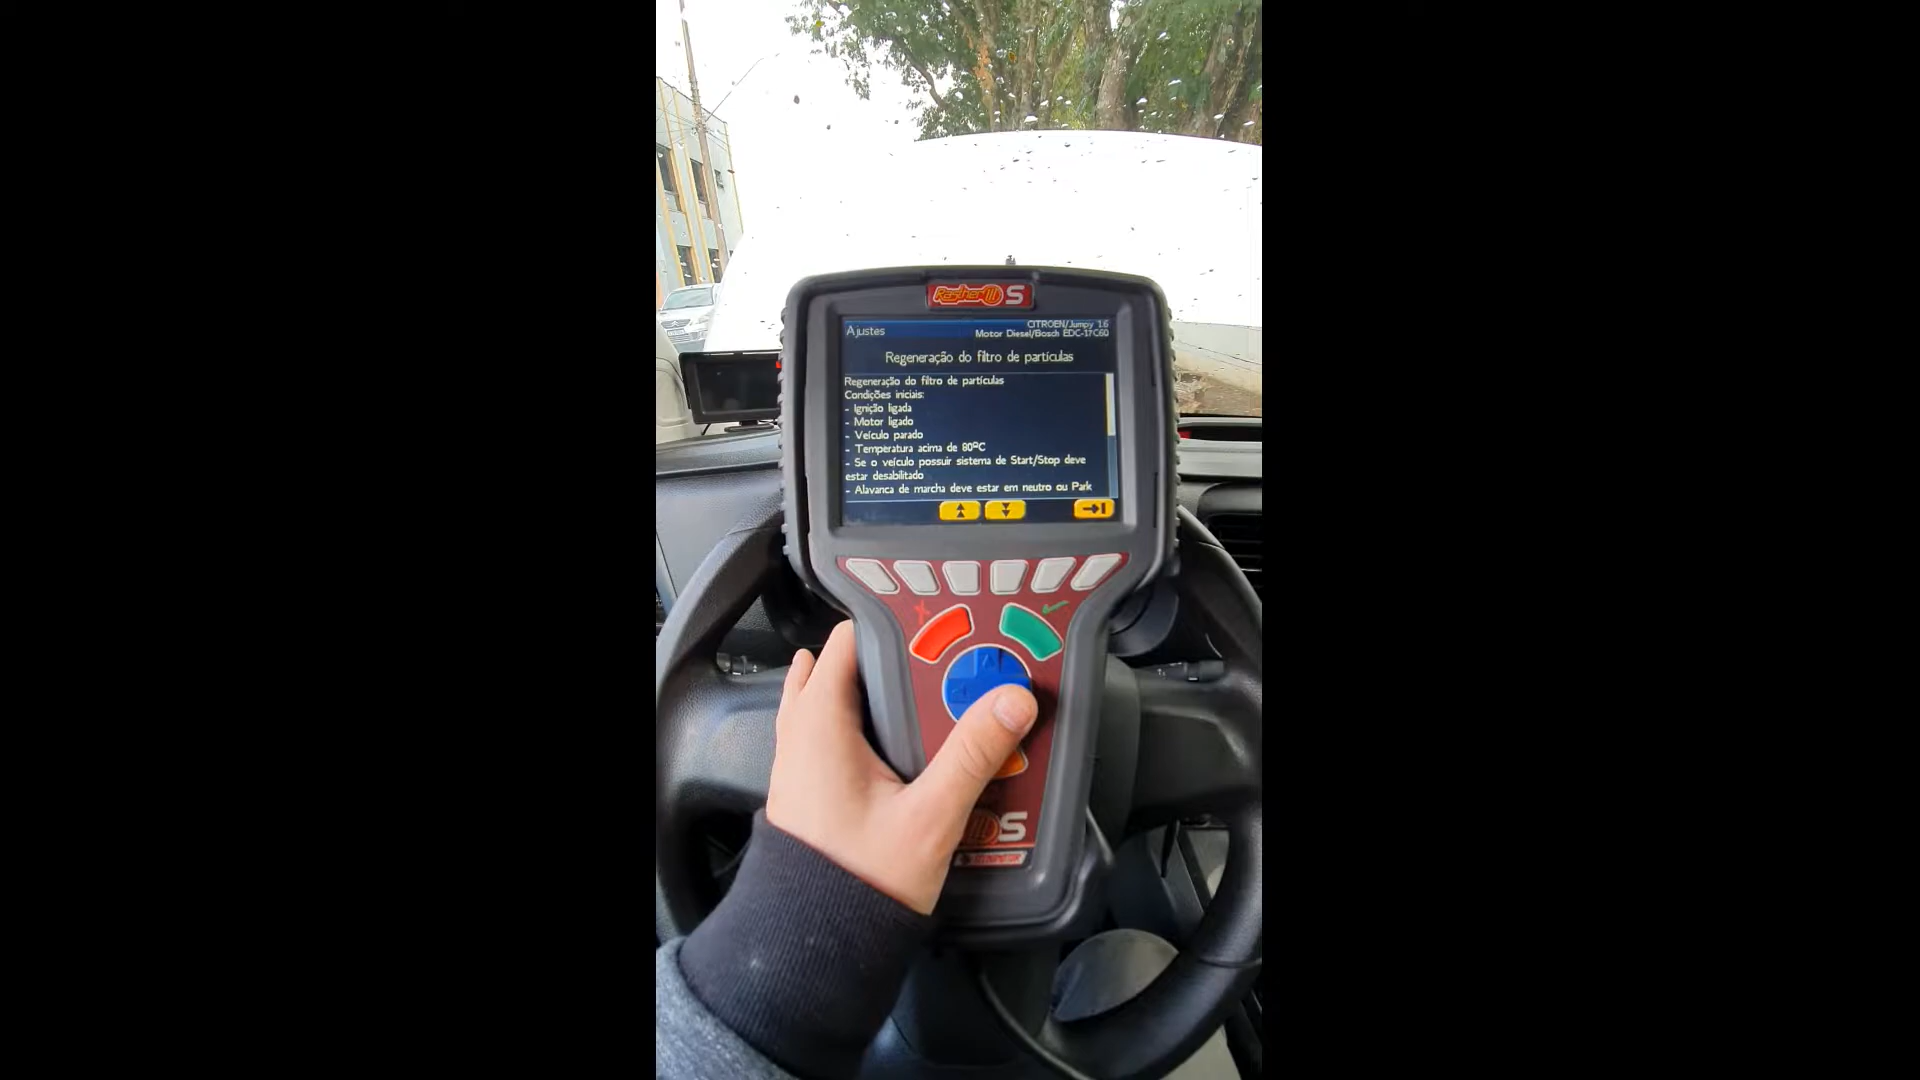 Rasther III S
Ajustes
CITROEN/Jumpy 1.6
Motor Diesel/Bosch EDC-17C60
Regeneração do filtro de partículas
Regeneração do filtro de partículas
Condições iniciais:
- Ignição ligada
- Motor ligado
- Veículo parado
- Temperatura acima de 60ºC
- Se o veículo possuir sistema de Start/Stop deve
estar desabilitado
- Alavanca de marcha deve estar em neutro ou Park
S